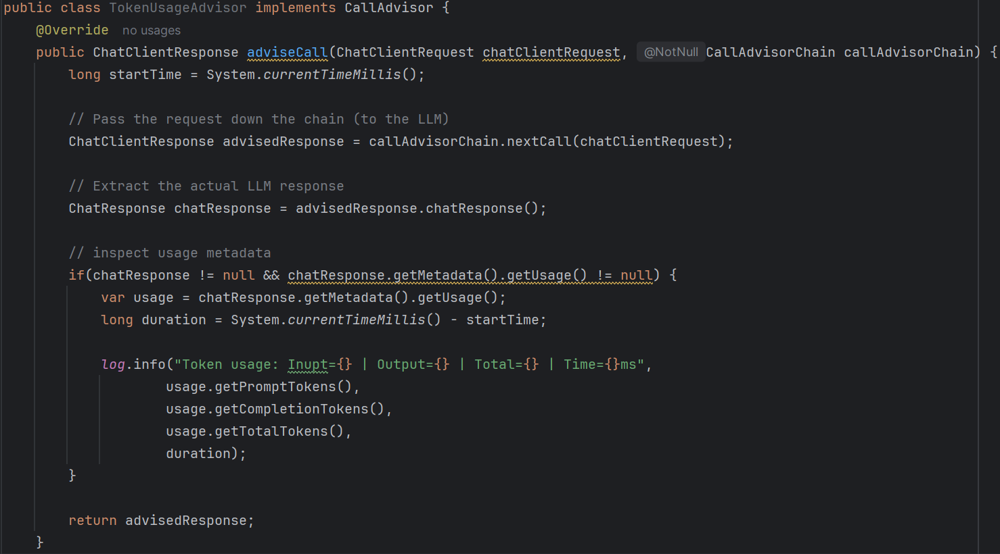 public class TokenUsageAdvisor implements CallAdvisor {
    @Override  no usages
    public ChatClientResponse adviseCall(ChatClientRequest chatClientRequest, @NotNull CallAdvisorChain callAdvisorChain) {
        long startTime = System.currentTimeMillis();

        // Pass the request down the chain (to the LLM)
        ChatClientResponse advisedResponse = callAdvisorChain.nextCall(chatClientRequest);

        // Extract the actual LLM response
        ChatResponse chatResponse = advisedResponse.chatResponse();

        // inspect usage metadata
        if(chatResponse != null && chatResponse.getMetadata().getUsage() != null) {
            var usage = chatResponse.getMetadata().getUsage();
            long duration = System.currentTimeMillis() - startTime;

            log.info("Token usage: Inupt={} | Output={} | Total={} | Time={}ms",
                    usage.getPromptTokens(),
                    usage.getCompletionTokens(),
                    usage.getTotalTokens(),
                    duration);
        }

        return advisedResponse;
    }